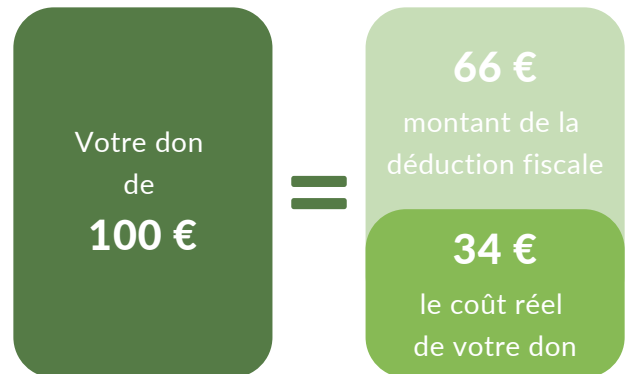 Votre don
de
100 €
=
66 €
montant de la
déduction fiscale
34 €
le coût réel
de votre don